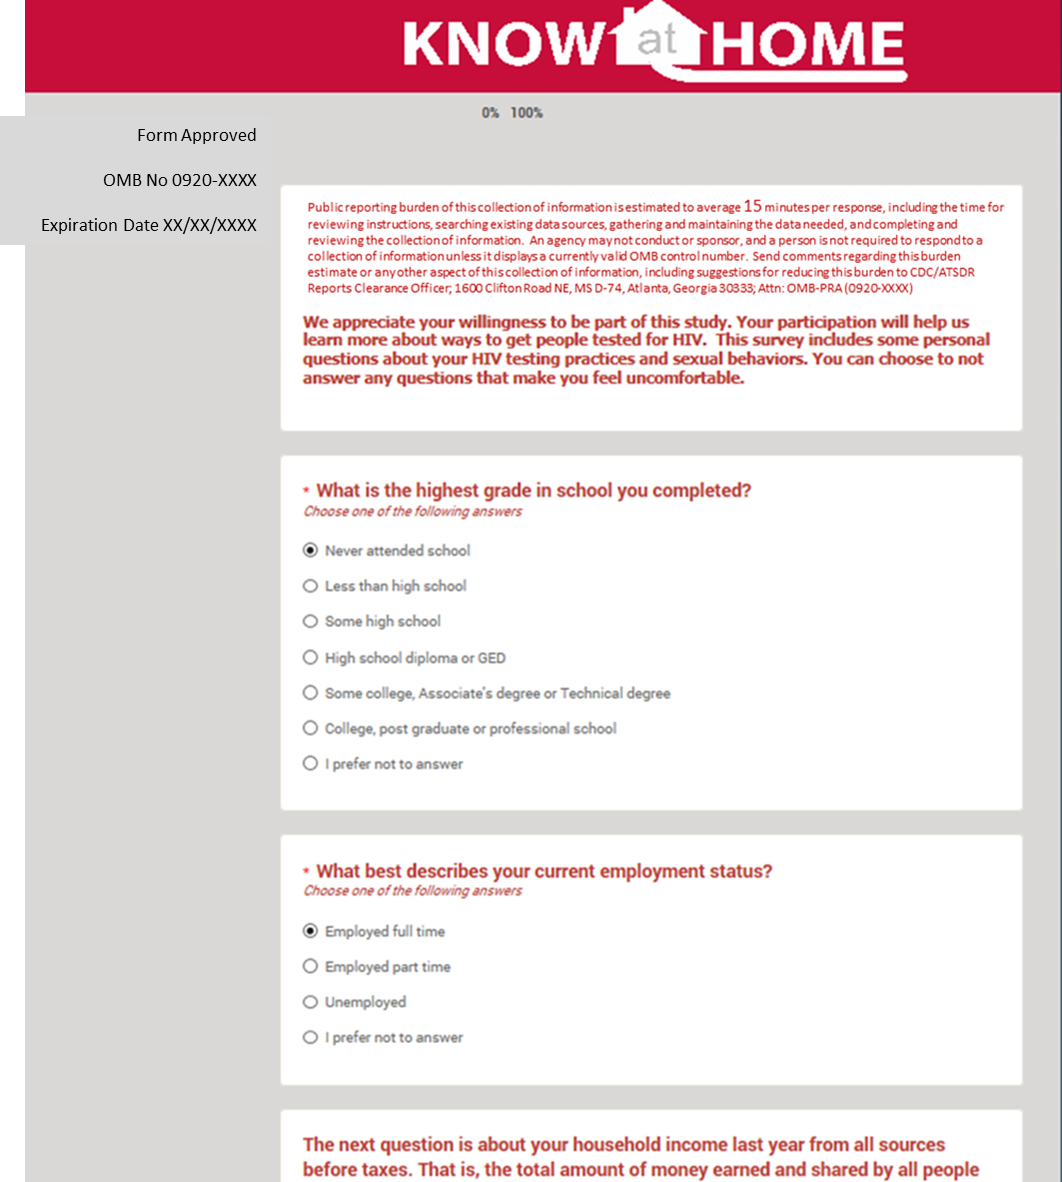 KNOW at HOME
0% 100%
Form Approved
OMB No 0920-XXXX
Expiration Date XX/XX/XXXX
Public reporting burden of this collection of information is estimated to average 15 minutes per response, including the time for
reviewing instructions, searching existing data sources, gathering and maintaining the data needed, and completing and
reviewing the collection of information.  An agency may not conduct or sponsor, and a person is not required to respond to a
collection of information unless it displays a currently valid OMB control number.  Send comments regarding this burden
estimate or any other aspect of this collection of information, including suggestions for reducing this burden to CDC/ATSDR
Reports Clearance Officer; 1600 Clifton Road NE, MS D-74, Atlanta, Georgia 30333; Attn: OMB-PRA (0920-XXXX)
We appreciate your willingness to be part of this study. Your participation will help us
learn more about ways to get people tested for HIV.  This survey includes some personal
questions about your HIV testing practices and sexual behaviors. You can choose to not
answer any questions that make you feel uncomfortable.
* What is the highest grade in school you completed?
Choose one of the following answers
Never attended school
Less than high school
Some high school
High school diploma or GED
Some college, Associate's degree or Technical degree
College, post graduate or professional school
I prefer not to answer
* What best describes your current employment status?
Choose one of the following answers
Employed full time
Employed part time
Unemployed
I prefer not to answer
The next question is about your household income last year from all sources
before taxes. That is, the total amount of money earned and shared by all people